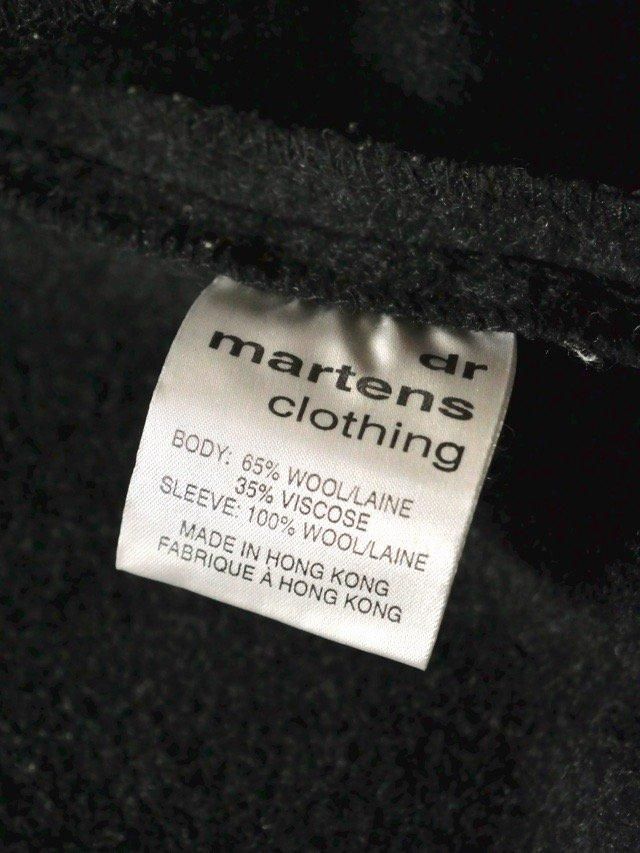 dr
martens
clothing
BODY: 65% WOOL/LAINE
35% VISCOSE
SLEEVE: 100% WOOL/LAINE
MADE IN HONG KONG
FABRIQUE À HONG KONG